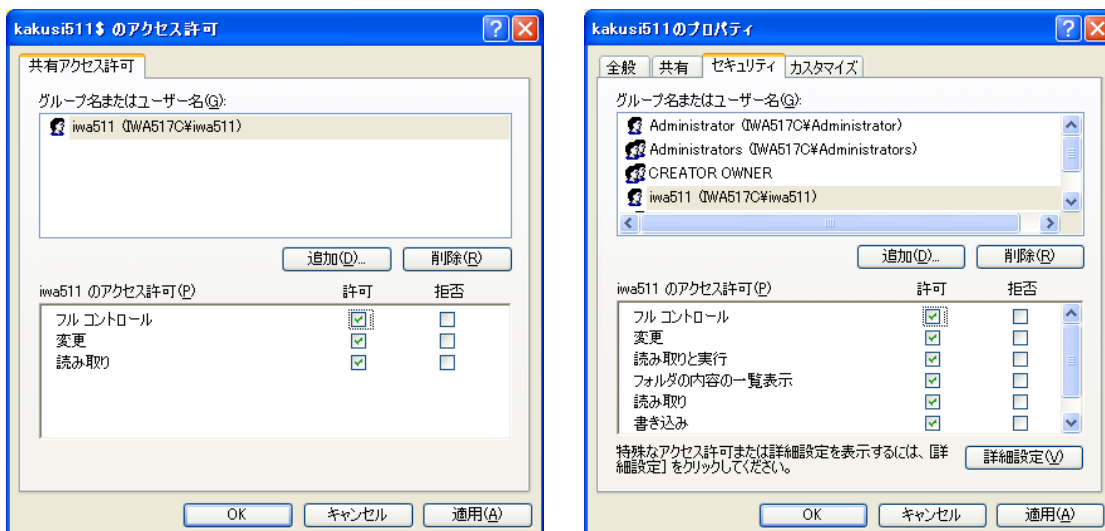 kakusi511$ のアクセス許可
共有アクセス許可
グループ名またはユーザー名(G):
iwa511 (IWA517C¥iwa511)
追加(D)... 削除(R)
iwa511 のアクセス許可(P) 許可 拒否
フル コントロール
変更
読み取り
OK キャンセル 適用(A)
kakusi511のプロパティ
全般 共有 セキュリティ カスタマイズ
グループ名またはユーザー名(G):
Administrator (IWA517C¥Administrator)
Administrators (IWA517C¥Administrators)
CREATOR OWNER
iwa511 (IWA517C¥iwa511)
追加(D)... 削除(R)
iwa511 のアクセス許可(P) 許可 拒否
フル コントロール
変更
読み取りと実行
フォルダの内容の一覧表示
読み取り
書き込み
特殊なアクセス許可または詳細設定を表示するには、[詳
細設定] をクリックしてください。
詳細設定(V)
OK キャンセル 適用(A)